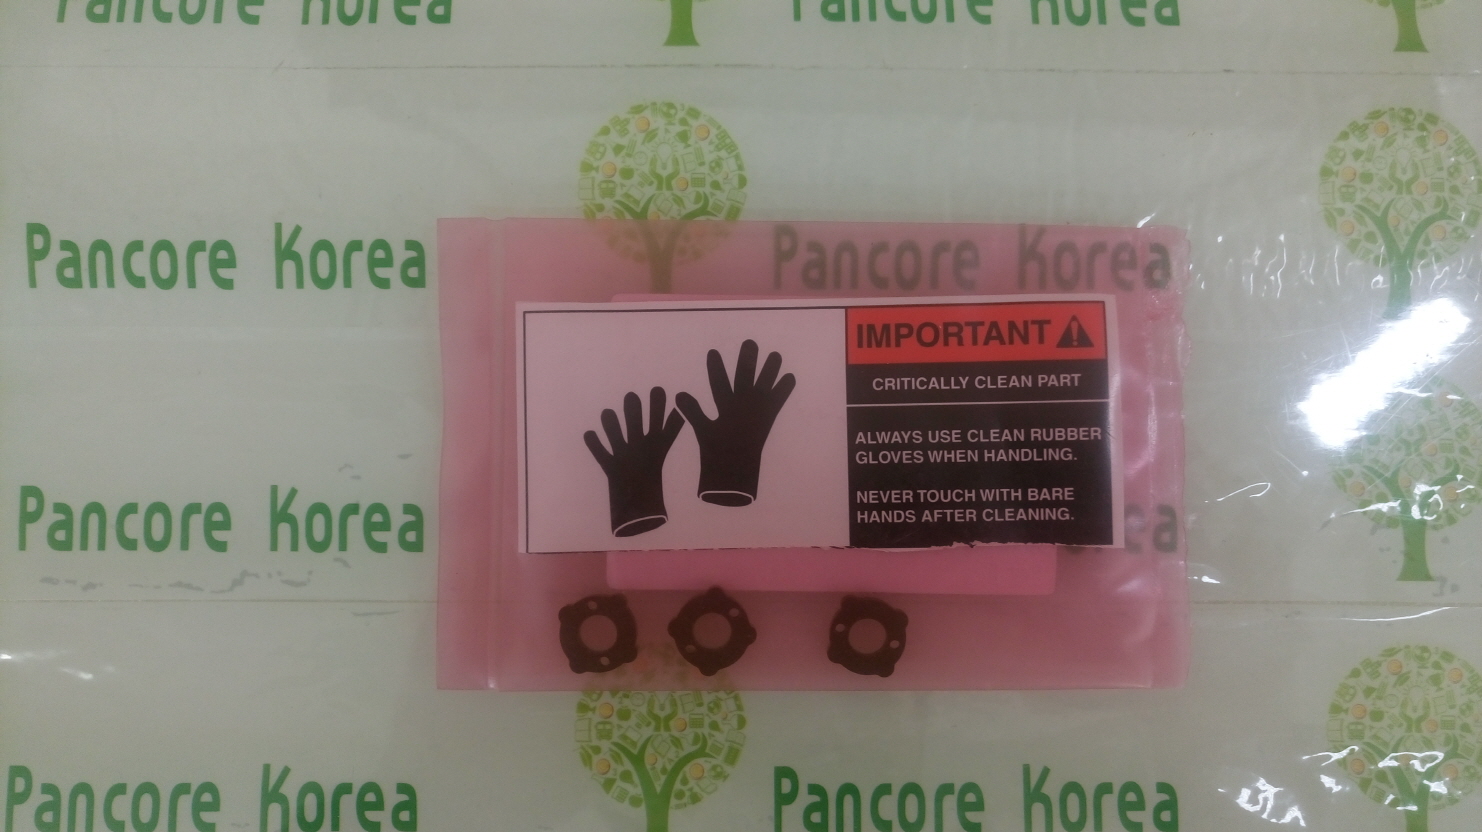 Pancore Korea Pancore Korea
Pancore Korea Pancore Korea
IMPORTANT
CRITICALLY CLEAN PART
ALWAYS USE CLEAN RUBBER
GLOVES WHEN HANDLING.
NEVER TOUCH WITH BARE
HANDS AFTER CLEANING.
Pancore Korea ea
Pancore Korea Pancore Korea